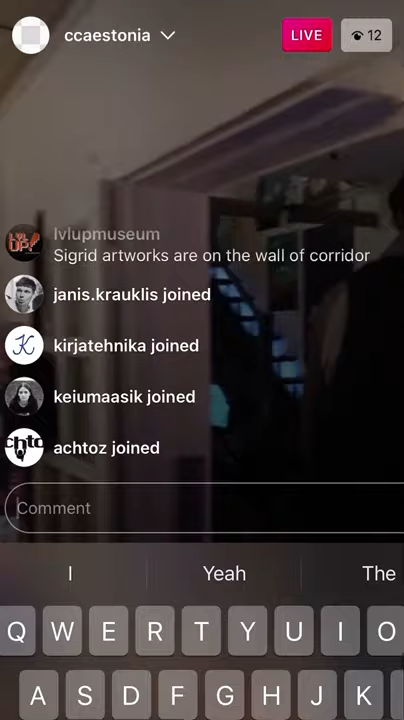 ccaestonia
LIVE
12
lvlupmuseum
Sigrid artworks are on the wall of corridor
janis.krauklis joined
kirjatehnika joined
keiumaasik joined
achtoz joined
Comment
I Yeah The
Q W E R T Y U I O
A S D F G H J K